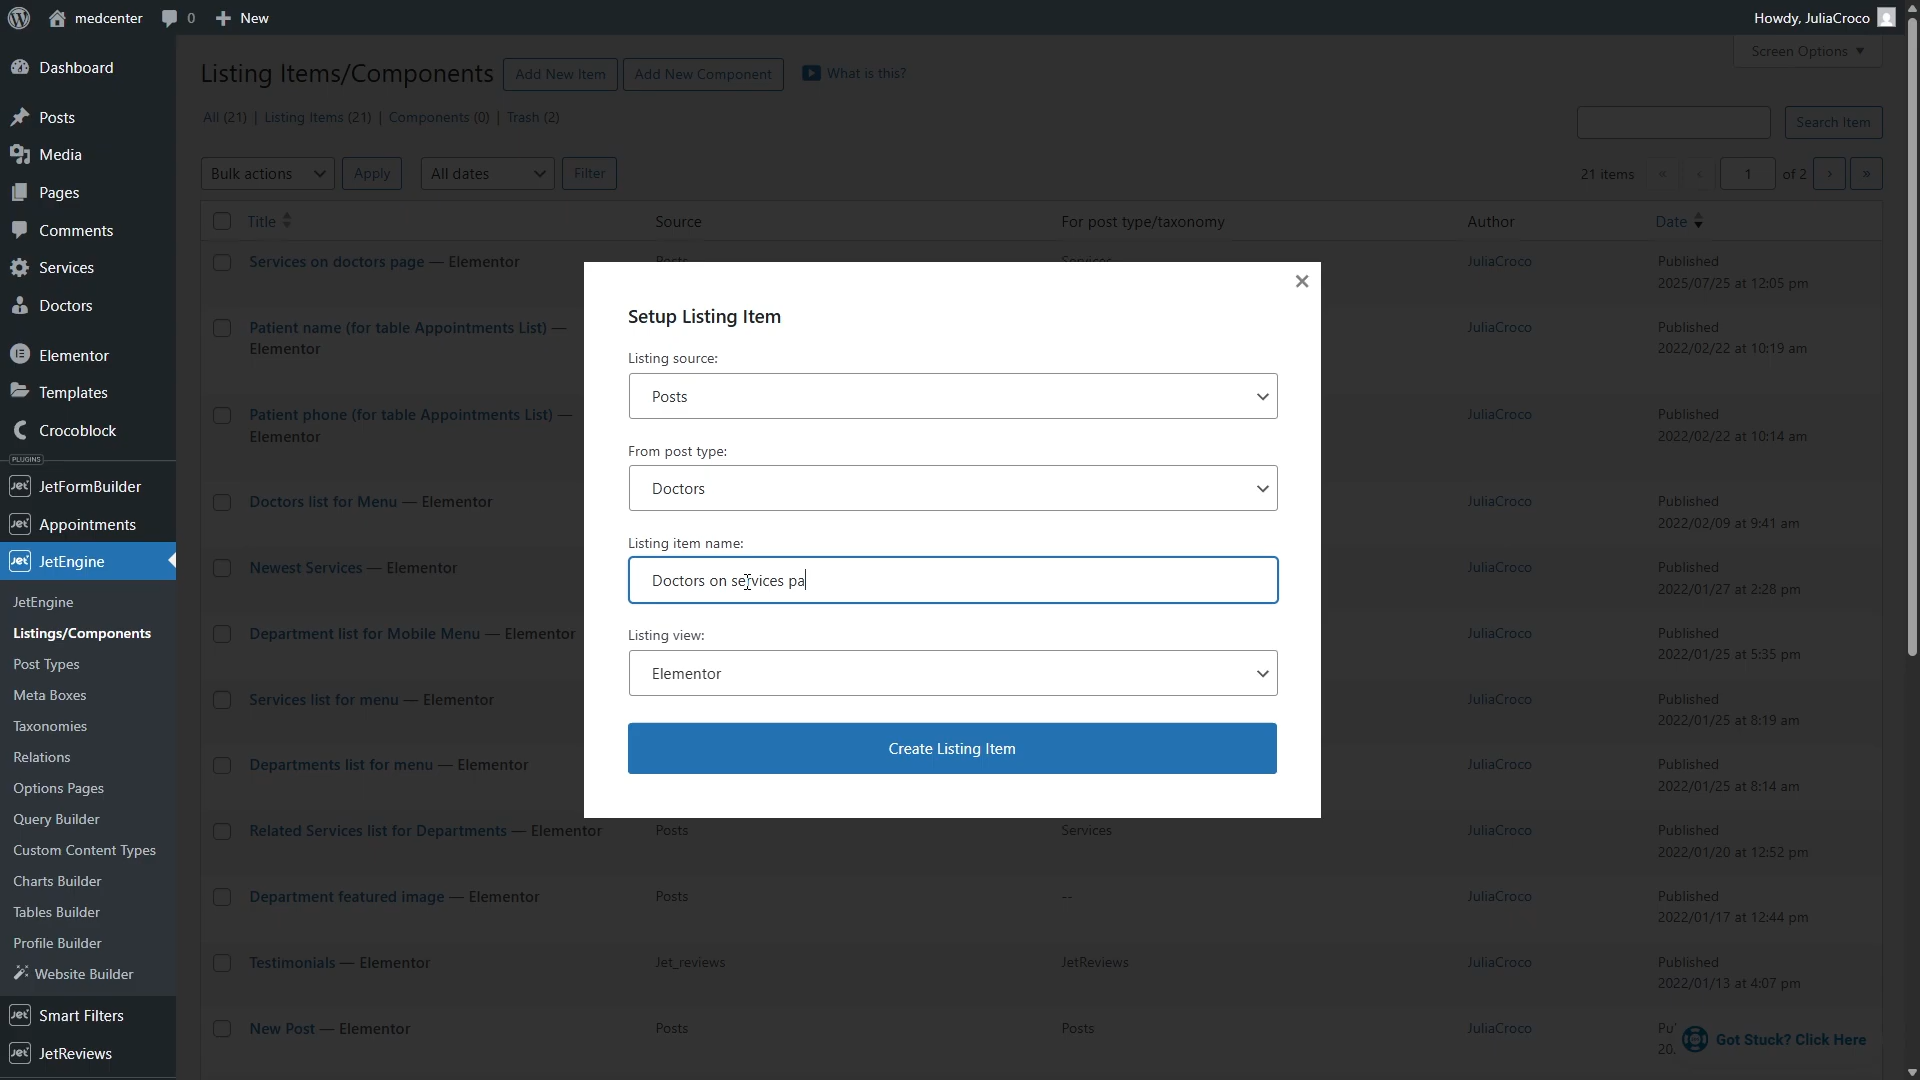 medcenter
0
New
Howdy, JuliaCroco
Dashboard
Posts
Media
Pages
Comments
Services
Doctors
Elementor
Templates
Crocoblock
PLUGINS
JetFormBuilder
Appointments
JetEngine
JetEngine
Listings/Components
Post Types
Meta Boxes
Taxonomies
Relations
Options Pages
Query Builder
Custom Content Types
Charts Builder
Tables Builder
Profile Builder
Website Builder
Smart Filters
JetReviews
Screen Options
Listing Items/Components
Add New Item
Add New Component
What is this?
All (21) | Listing Items (21) | Components (0) | Trash (2)
Search Item
Bulk actions
Apply
All dates
Filter
21 items
«
‹
1
of 2
›
»
Title
Source
For post type/taxonomy
Author
Date
Services on doctors page — Elementor
Posts
Services
JuliaCroco
Published
2025/07/25 at 12:05 pm
Patient name (for table Appointments List) —
Elementor
JuliaCroco
Published
2022/02/22 at 10:19 am
Patient phone (for table Appointments List) —
Elementor
JuliaCroco
Published
2022/02/22 at 10:14 am
Doctors list for Menu — Elementor
JuliaCroco
Published
2022/02/09 at 9:41 am
Newest Services — Elementor
JuliaCroco
Published
2022/01/27 at 2:28 pm
Department list for Mobile Menu — Elementor
JuliaCroco
Published
2022/01/25 at 5:35 pm
Services list for menu — Elementor
JuliaCroco
Published
2022/01/25 at 8:19 am
Departments list for menu — Elementor
JuliaCroco
Published
2022/01/25 at 8:14 am
Related Services list for Departments — Elementor
Posts
Services
JuliaCroco
Published
2022/01/20 at 12:52 pm
Department featured image — Elementor
Posts
--
JuliaCroco
Published
2022/01/17 at 12:44 pm
Testimonials — Elementor
Jet_reviews
JetReviews
JuliaCroco
Published
2022/01/13 at 4:07 pm
New Post — Elementor
Posts
Posts
JuliaCroco
Got Stuck? Click Here
Setup Listing Item
Listing source:
Posts
From post type:
Doctors
Listing item name:
Doctors on services pa
Listing view:
Elementor
Create Listing Item